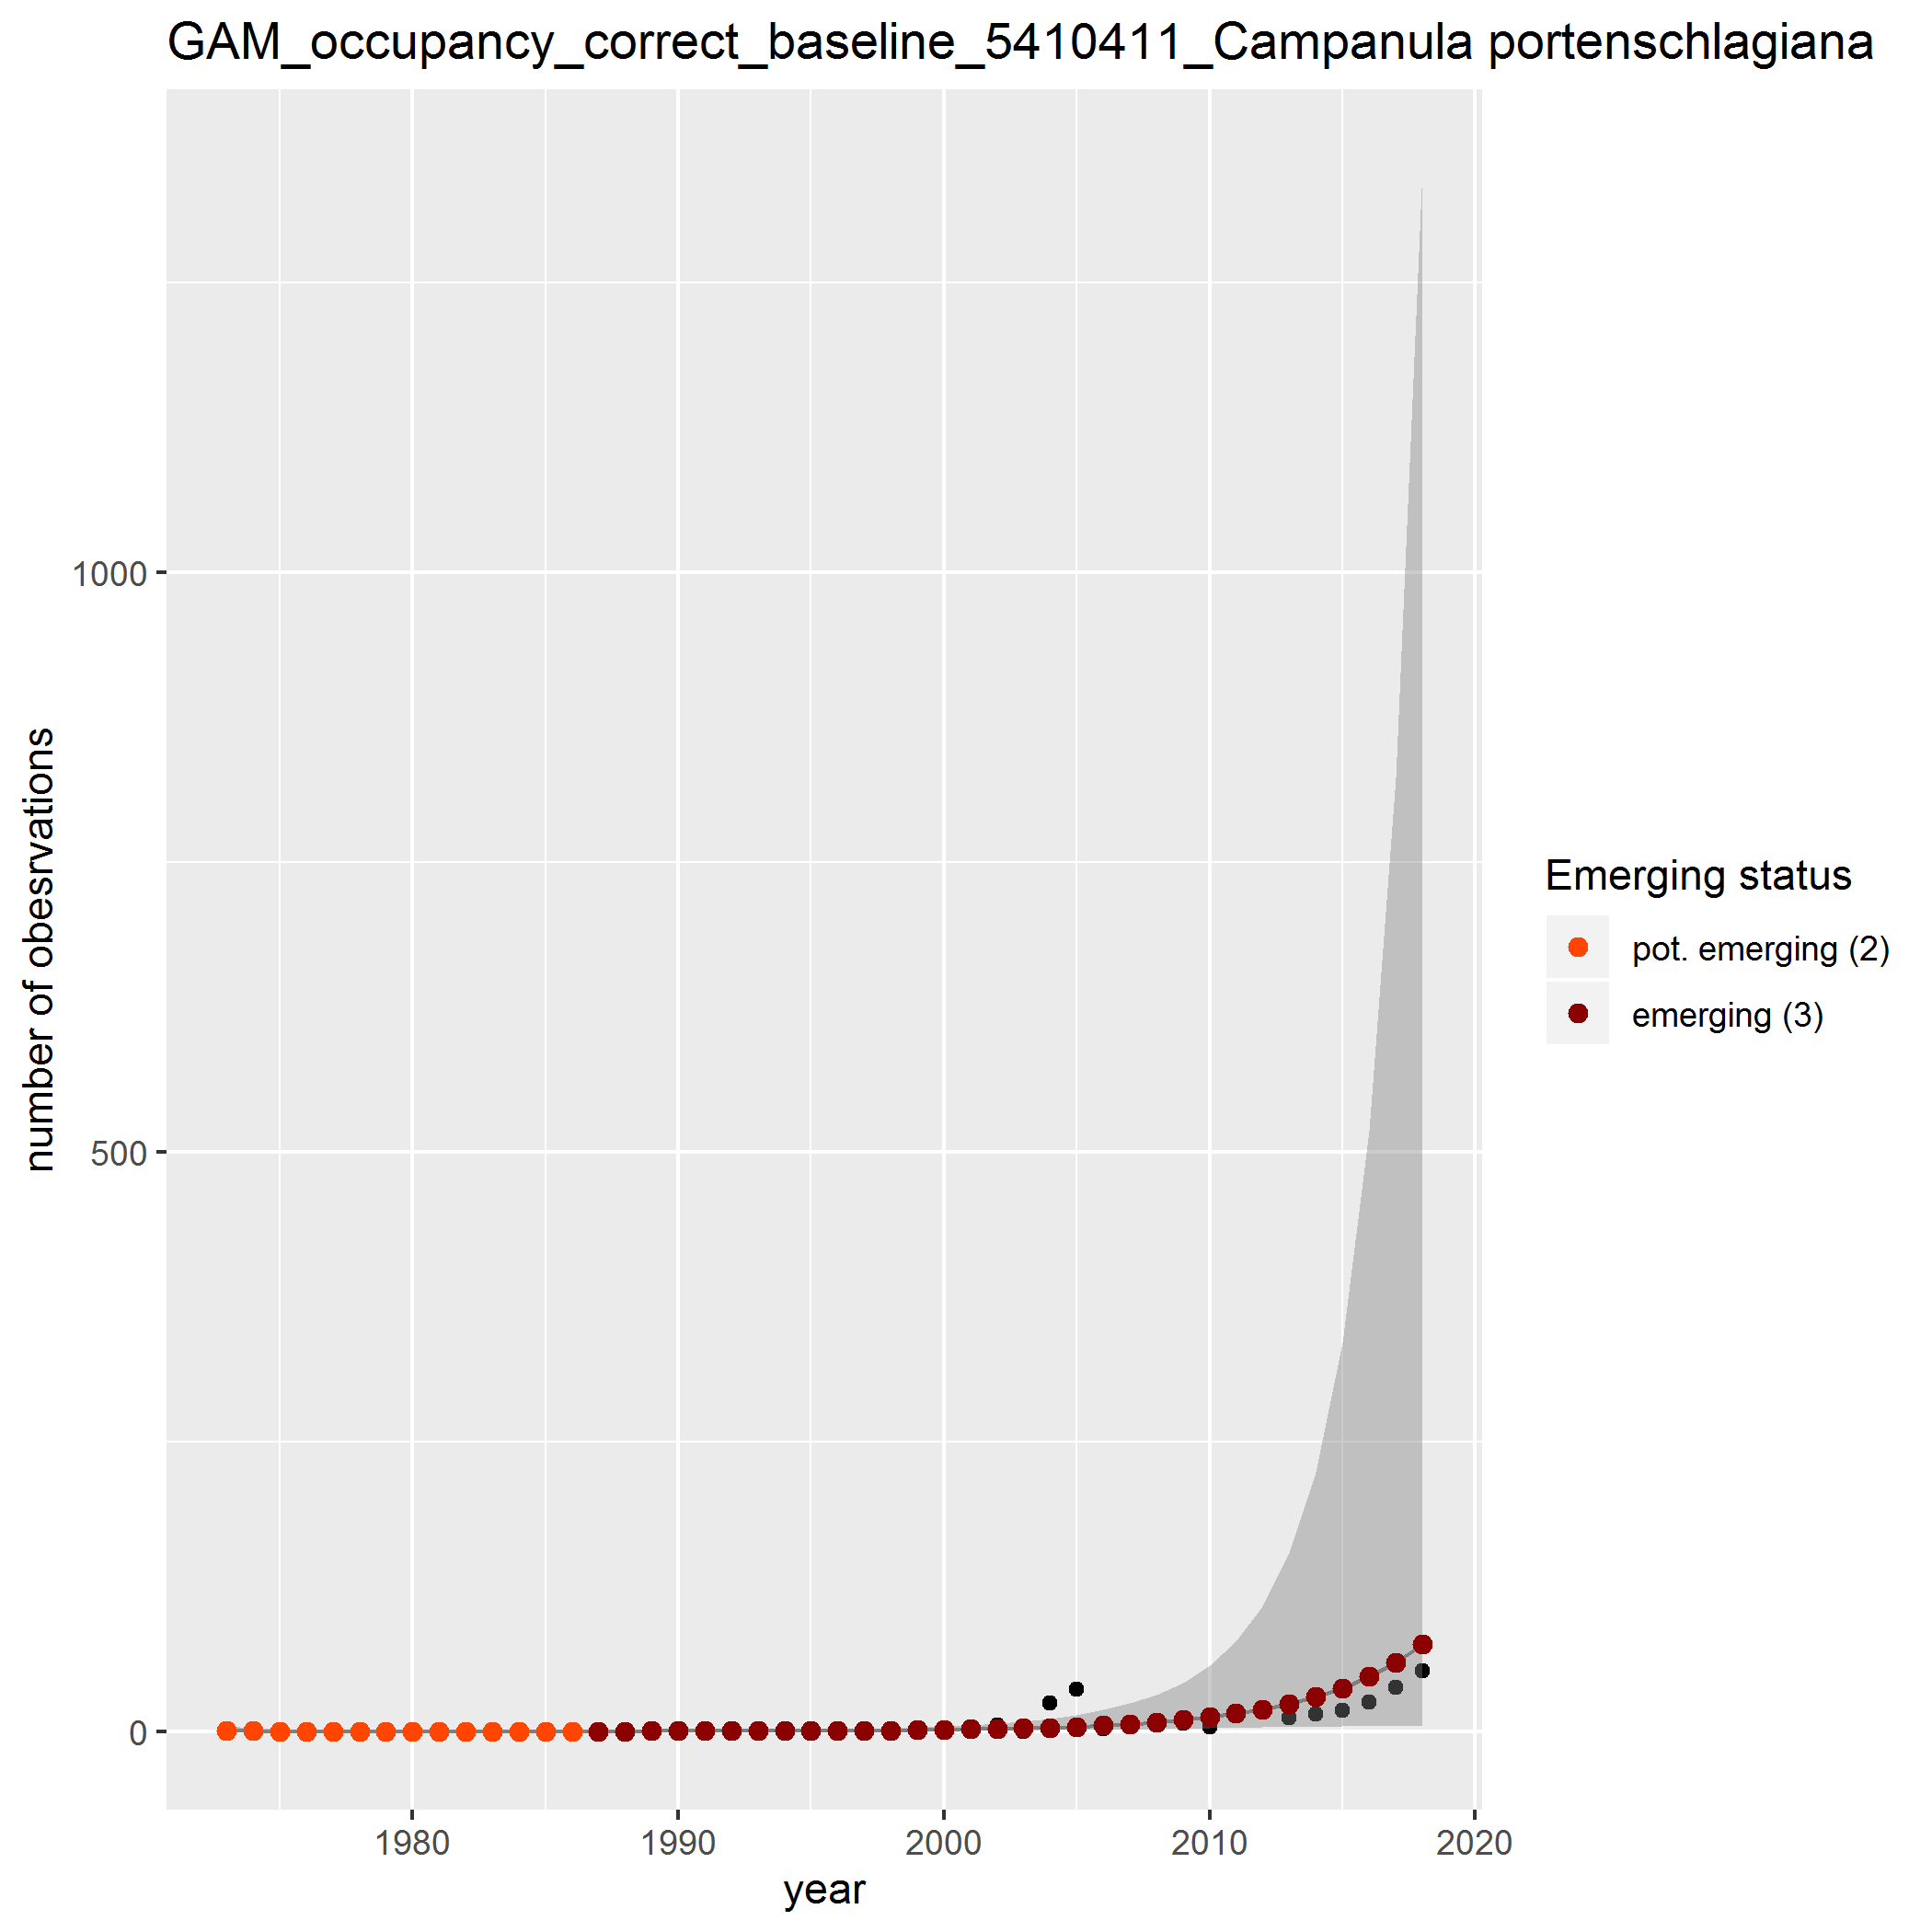 GAM_occupancy_correct_baseline_5410411_Campanula portenschlagiana
number of obesrvations
1000
500
0
1980
1990
2000
2010
2020
year
Emerging status
pot. emerging (2)
emerging (3)